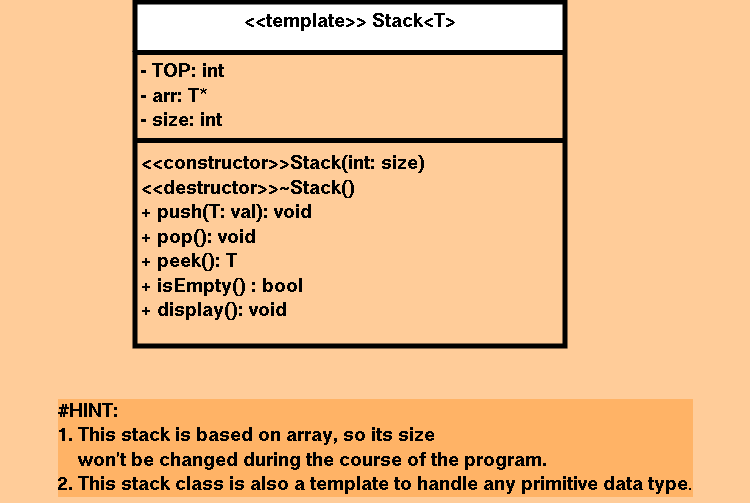 <<template>> Stack<T>
- TOP: int
- arr: T*
- size: int
<<constructor>>Stack(int: size)
<<destructor>>~Stack()
+ push(T: val): void
+ pop(): void
+ peek(): T
+ isEmpty() : bool
+ display(): void
#HINT:
1. This stack is based on array, so its size
won't be changed during the course of the program.
2. This stack class is also a template to handle any primitive data type.